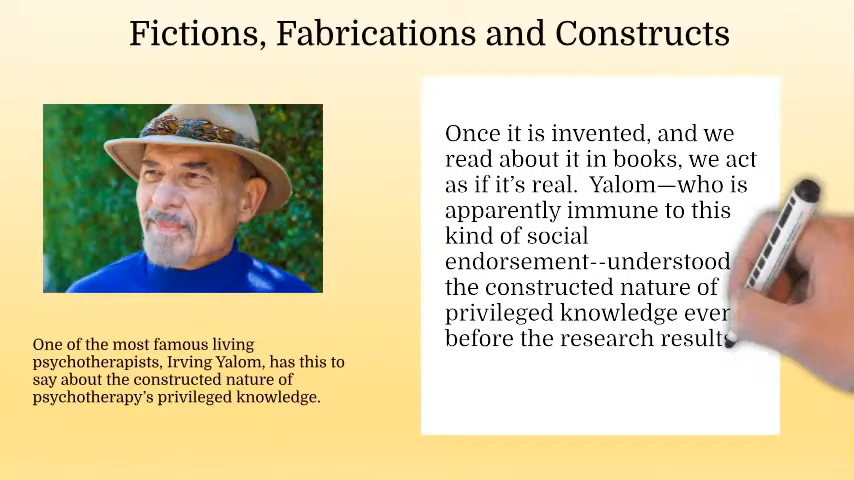 Fictions, Fabrications and Constructs
Once it is invented, and we
read about it in books, we act
as if it’s real.  Yalom—who is
apparently immune to this
kind of social
endorsement--understood
the constructed nature of
privileged knowledge even
before the research results
One of the most famous living
psychotherapists, Irving Yalom, has this to
say about the constructed nature of
psychotherapy’s privileged knowledge.